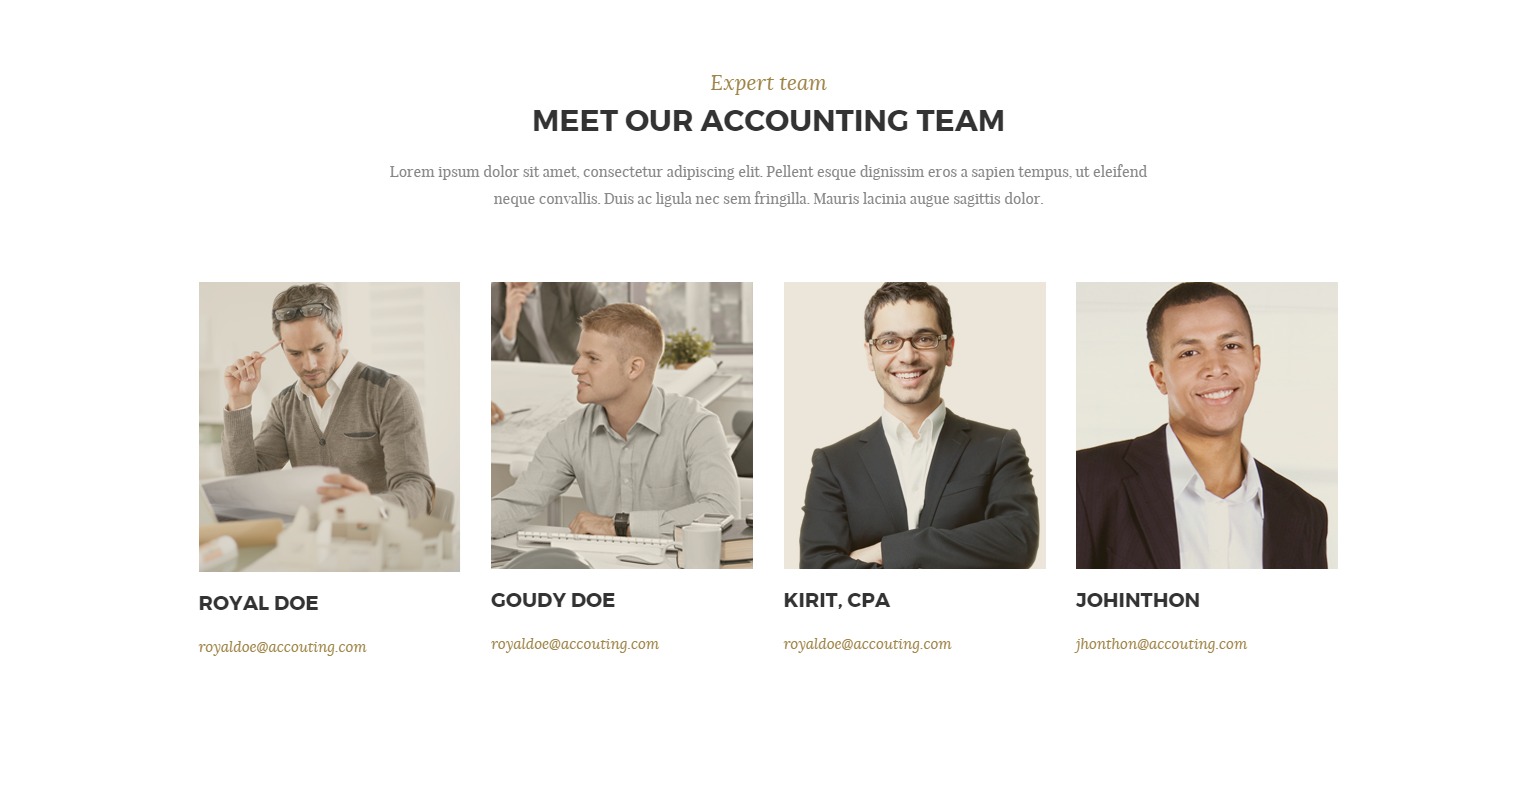 Expert team
MEET OUR ACCOUNTING TEAM
Lorem ipsum dolor sit amet, consectetur adipiscing elit. Pellent esque dignissim eros a sapien tempus, ut eleifend
neque convallis. Duis ac ligula nec sem fringilla. Mauris lacinia augue sagittis dolor.
ROYAL DOE
royaldoe@accouting.com
GOUDY DOE
royaldoe@accouting.com
KIRIT, CPA
royaldoe@accouting.com
JOHINTHON
jhonthon@accouting.com